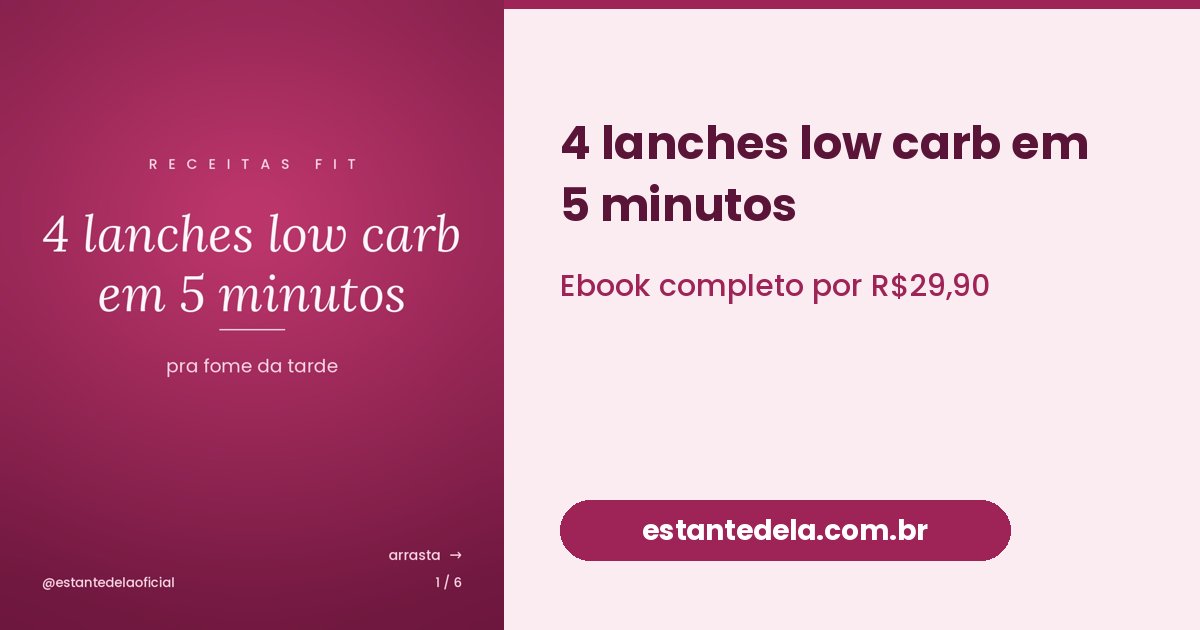 RECEITAS FIT
4 lanches low carb
em 5 minutos
pra fome da tarde
arrasta →
@estantedelaoficial
1 / 6
4 lanches low carb em
5 minutos
Ebook completo por R$29,90
estantedela.com.br